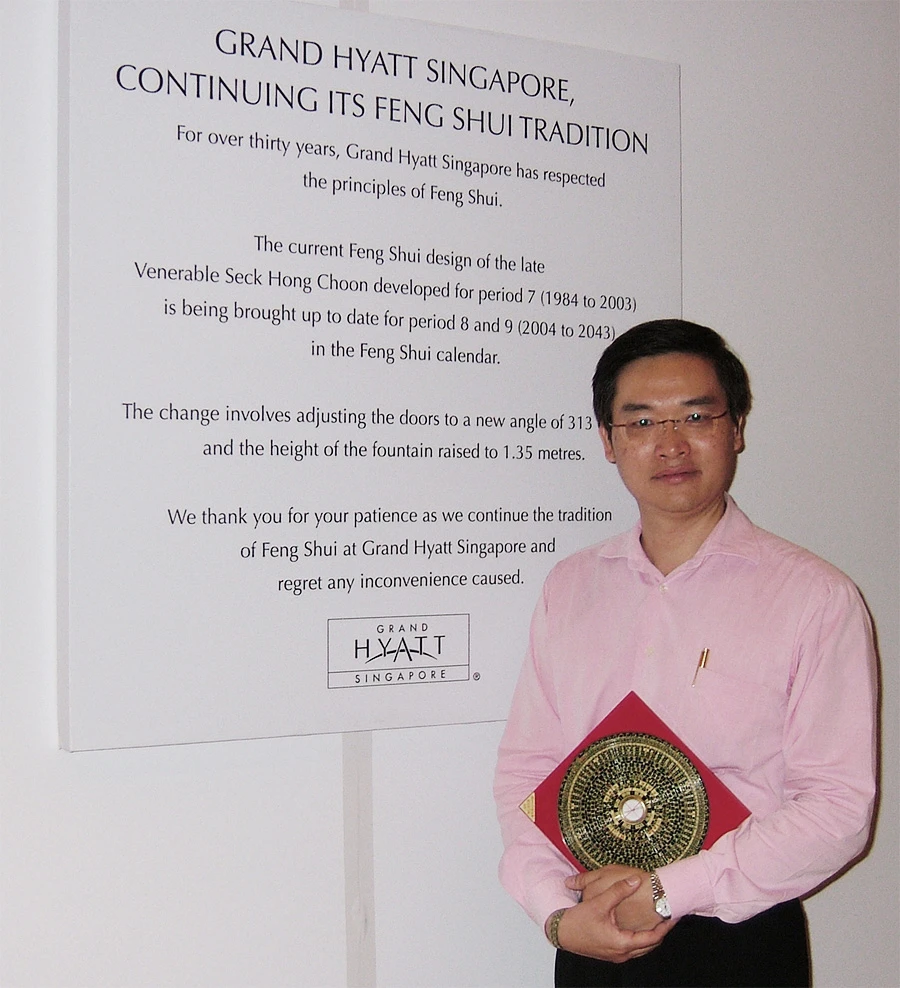 GRAND HYATT SINGAPORE,
CONTINUING ITS FENG SHUI TRADITION
For over thirty years, Grand Hyatt Singapore has respected
the principles of Feng Shui.
The current Feng Shui design of the late
Venerable Seck Hong Choon developed for period 7 (1984 to 2003)
is being brought up to date for period 8 and 9 (2004 to 2043)
in the Feng Shui calendar.
The change involves adjusting the doors to a new angle of 313
and the height of the fountain raised to 1.35 metres.
We thank you for your patience as we continue the tradition
of Feng Shui at Grand Hyatt Singapore and
regret any inconvenience caused.
GRAND
HYATT
SINGAPORE ®